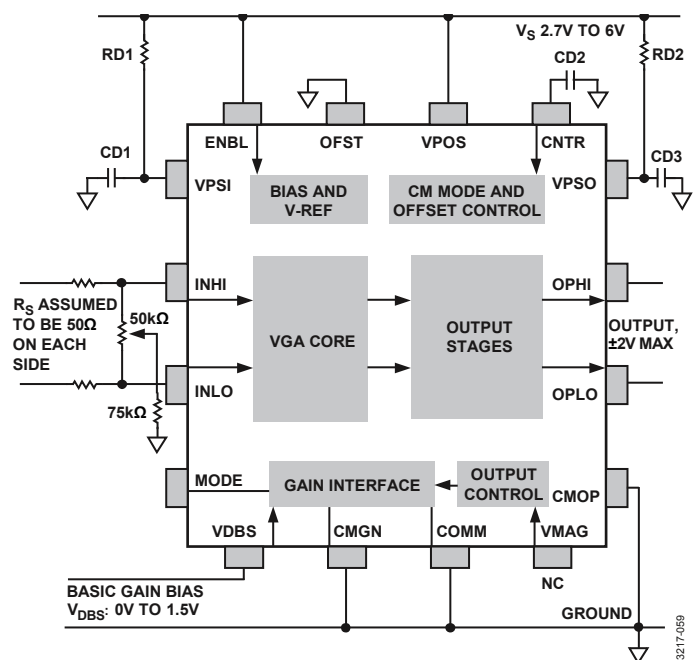 V_S 2.7V TO 6V
RD1
RD2
CD2
ENBL
OFST
VPOS
CNTR
CD1
CD3
VPSI
BIAS AND
V-REF
CM MODE AND
OFFSET CONTROL
VPSO
INHI
OPHI
R_S ASSUMED
TO BE 50Ω
ON EACH
SIDE
50kΩ
VGA CORE
OUTPUT
STAGES
OUTPUT,
±2V MAX
INLO
OPLO
75kΩ
MODE
GAIN INTERFACE
OUTPUT
CONTROL
CMOP
VDBS
CMGN
COMM
VMAG
NC
BASIC GAIN BIAS
V_DBS: 0V TO 1.5V
GROUND
3217-059